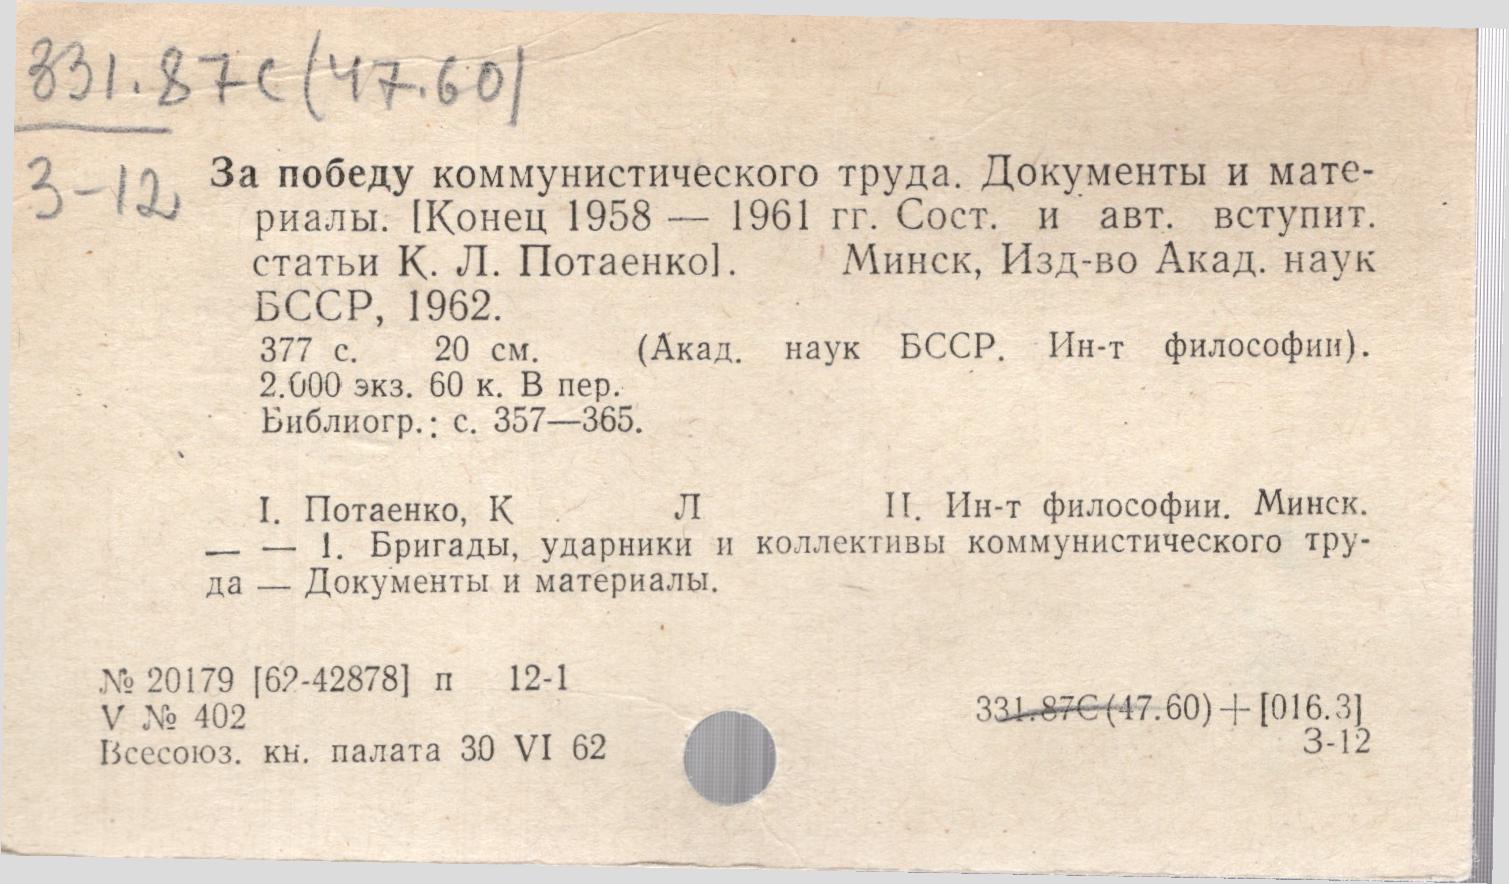 331.87С(47.60)
З-12
За победу коммунистического труда. Документы и мате-
риалы. [Конец 1958 — 1961 гг. Сост. и авт. вступит.
статьи К. Л. Потаенко]. Минск, Изд-во Акад. наук
БССР, 1962.
377 с. 20 см. (Акад. наук БССР. Ин-т философии).
2.000 экз. 60 к. В пер.
Библиогр.: с. 357—365.
I. Потаенко, К Л II. Ин-т философии. Минск.
— — 1. Бригады, ударники и коллективы коммунистического тру-
да — Документы и материалы.
№ 20179 [62-42878] п 12-1
V № 402
Всесоюз. кн. палата 30 VI 62
331.87С(47.60)+[016.3]
З-12